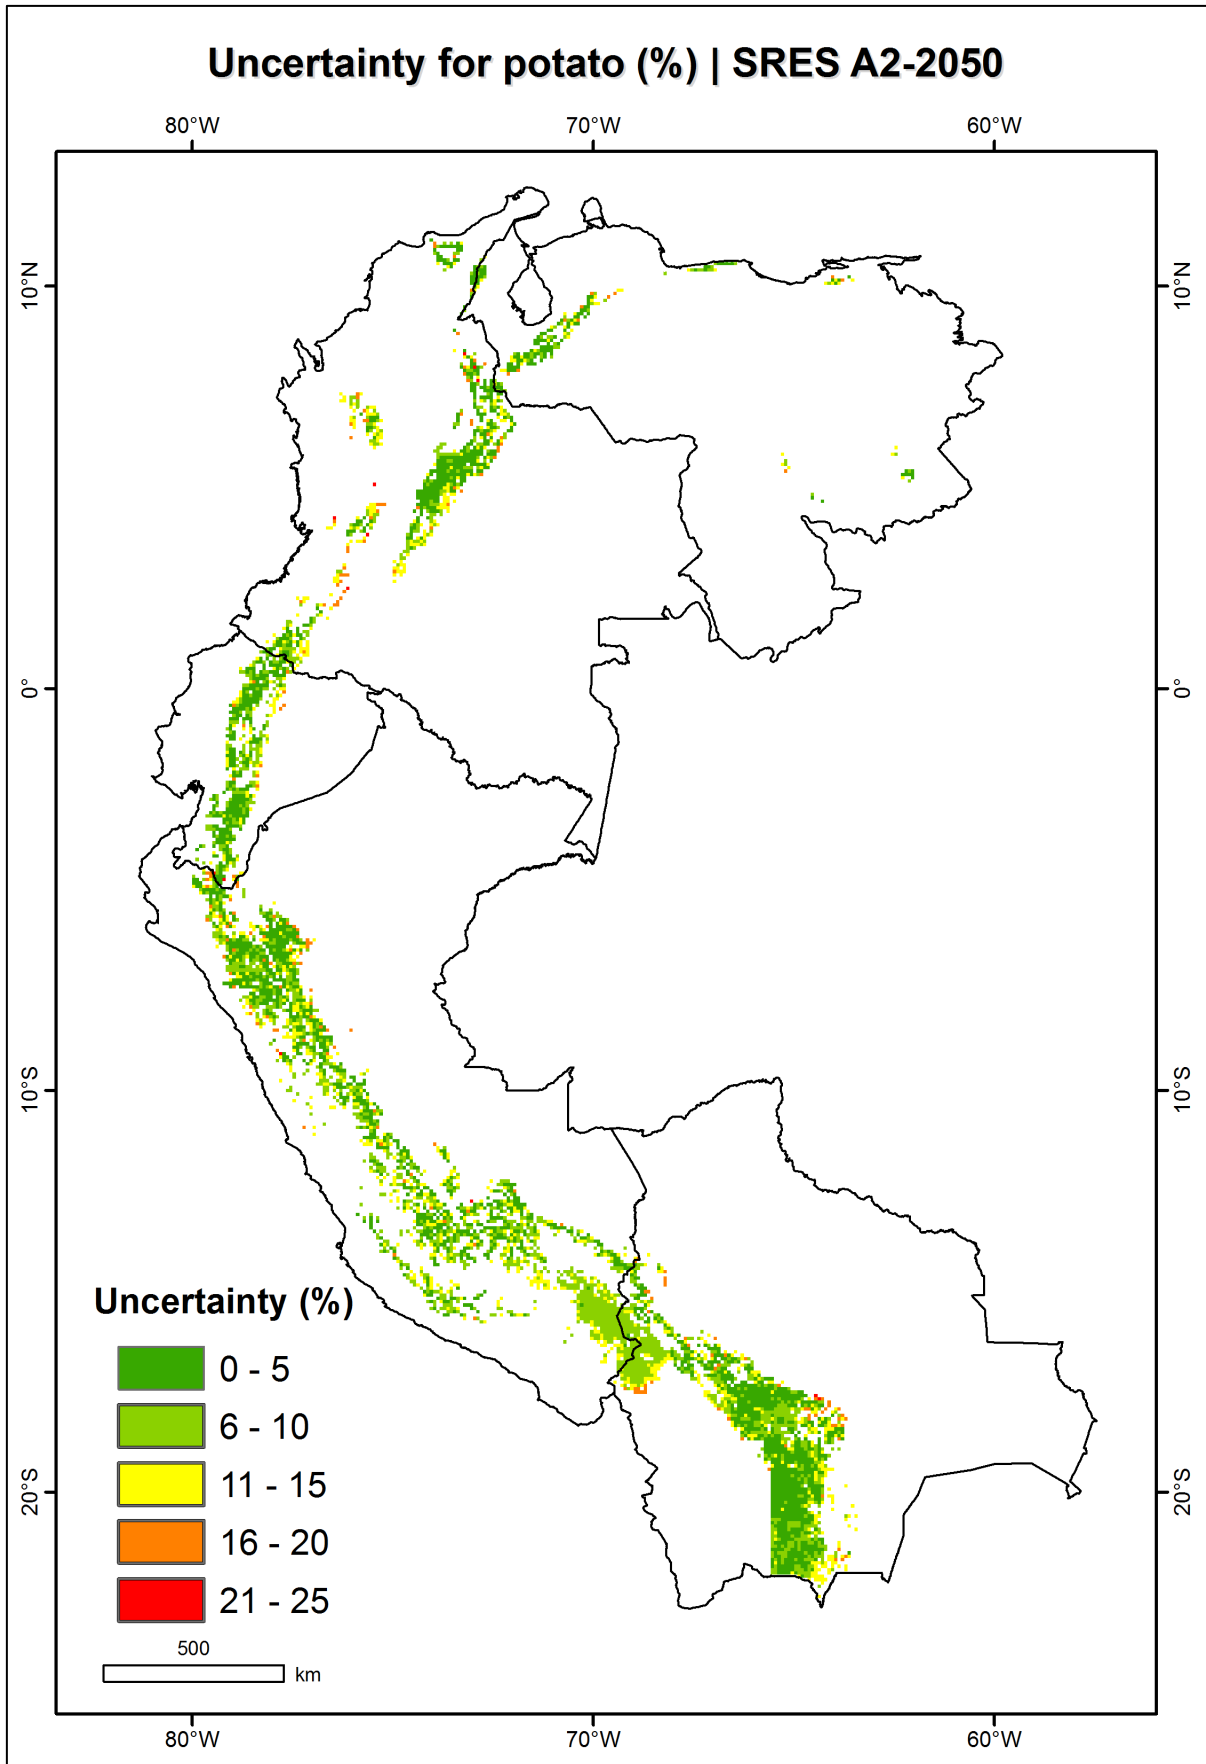 Uncertainty for potato (%) | SRES A2-2050
80°W
70°W
60°W
10°N
10°N
0°
0°
10°S
10°S
20°S
20°S
Uncertainty (%)
0 - 5
6 - 10
11 - 15
16 - 20
21 - 25
500
km
80°W
70°W
60°W